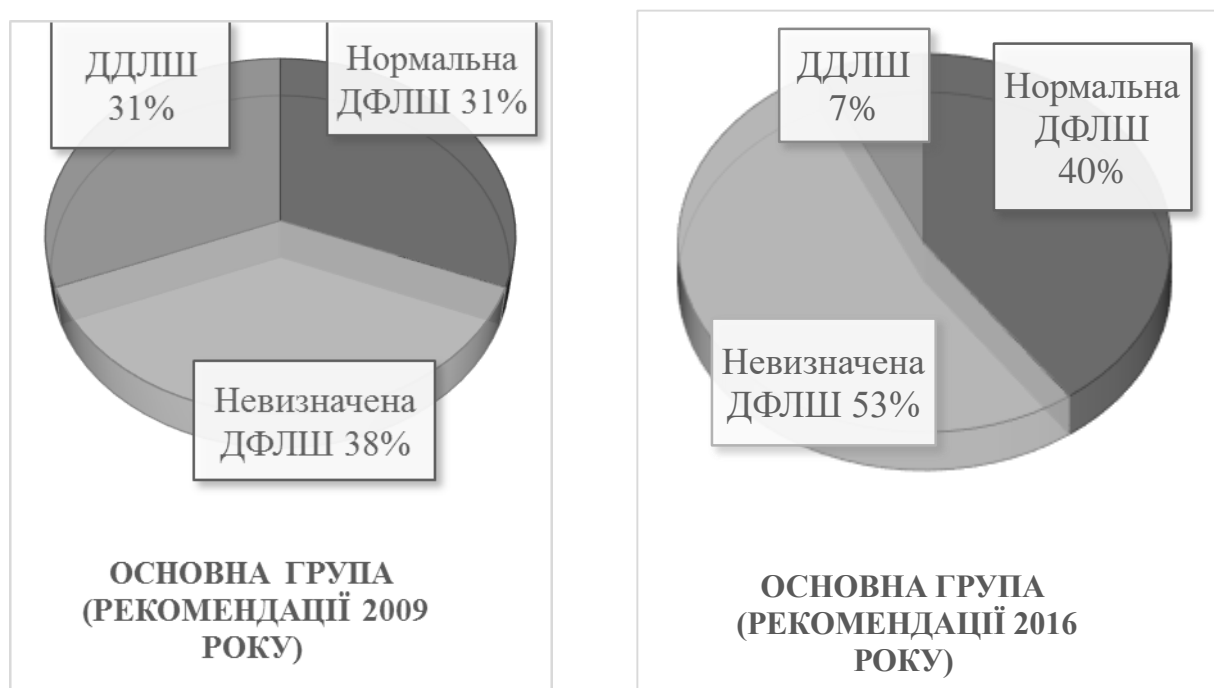 ДДЛШ
31%
Нормальна
ДФЛШ 31%
Невизначена
ДФЛШ 38%
ОСНОВНА ГРУПА
(РЕКОМЕНДАЦІЇ 2009
РОКУ)
ДДЛШ
7%
Нормальна
ДФЛШ
40%
Невизначена
ДФЛШ 53%
ОСНОВНА ГРУПА
(РЕКОМЕНДАЦІЇ 2016
РОКУ)